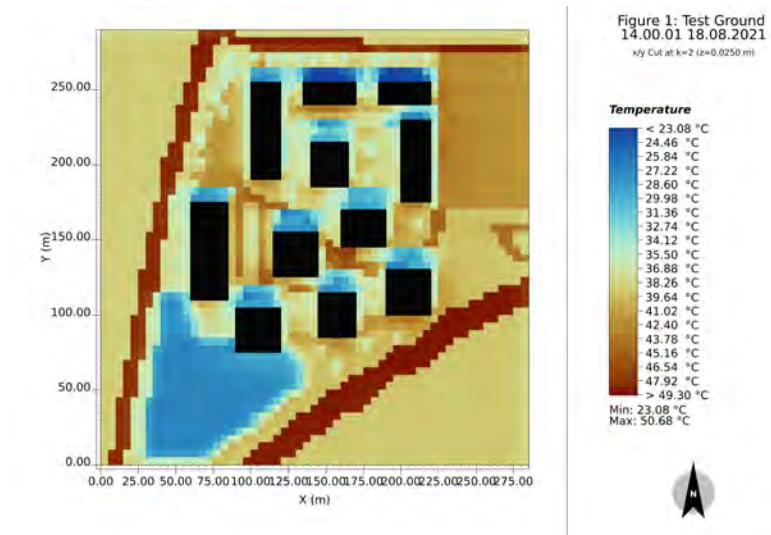 Figure 1: Test Ground
14.00.01 18.08.2021
x/y Cut at k=2 (z=0.0250 m)
Temperature
< 23.08 °C
24.46 °C
25.84 °C
27.22 °C
28.60 °C
29.98 °C
31.36 °C
32.74 °C
34.12 °C
35.50 °C
36.88 °C
38.26 °C
39.64 °C
41.02 °C
42.40 °C
43.78 °C
45.16 °C
46.54 °C
47.92 °C
> 49.30 °C
Min: 23.08 °C
Max: 50.68 °C
N
250.00
200.00
150.00
100.00
50.00
0.00
Y (m)
0.00 25.00 50.00 75.00 100.00 125.00 150.00 175.00 200.00 225.00 250.00 275.00
X (m)